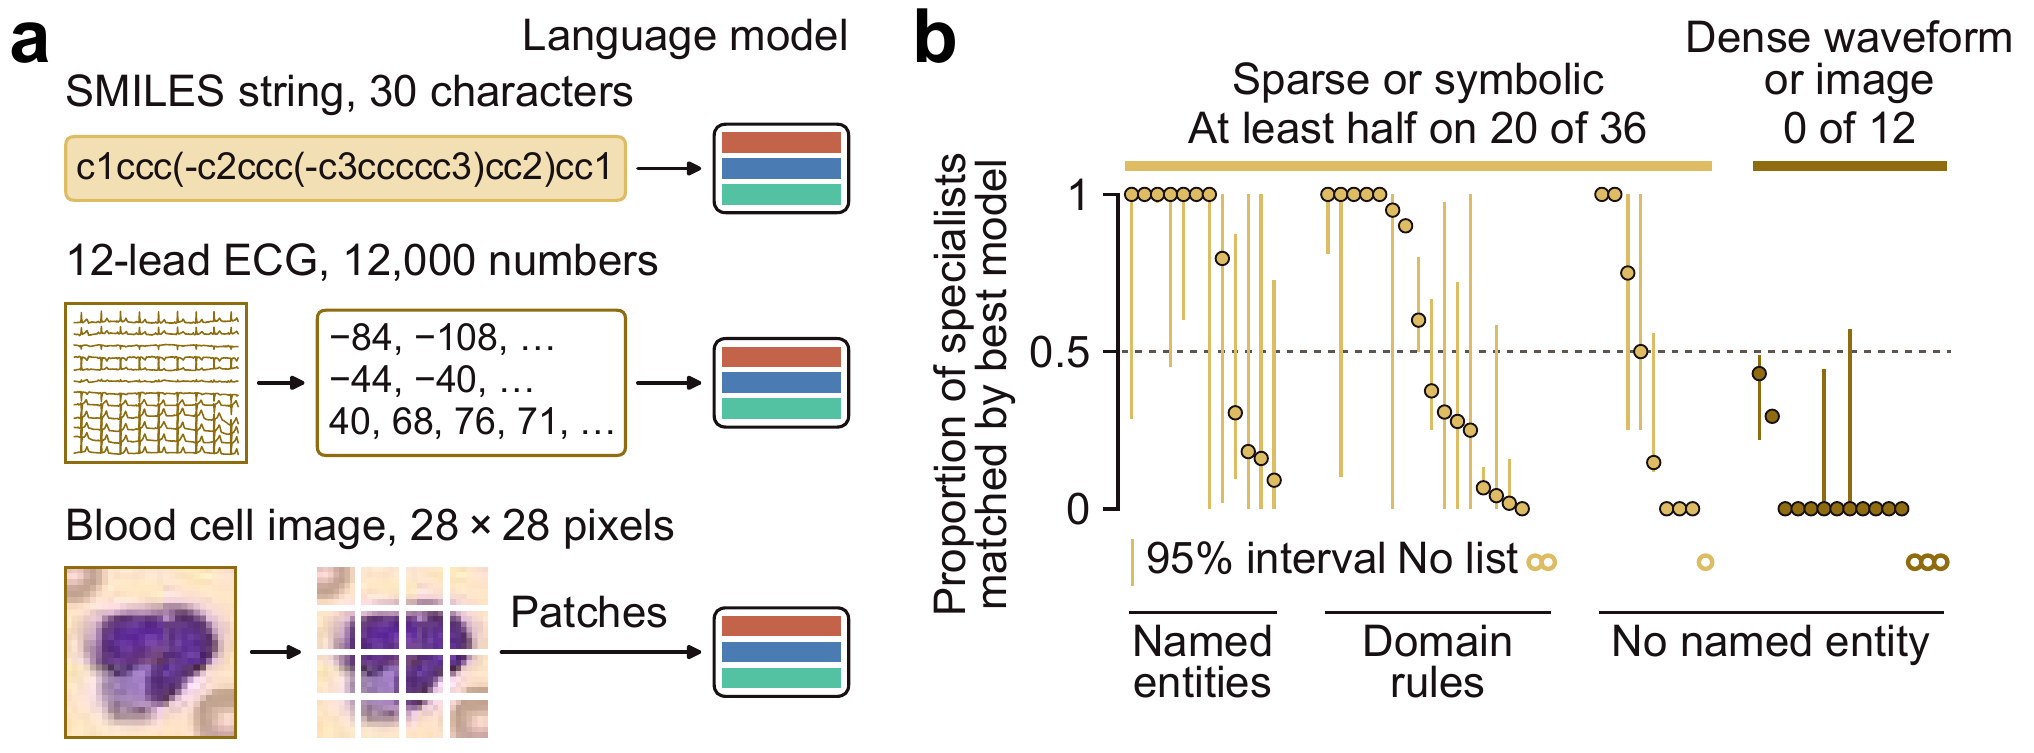 a
Language model
SMILES string, 30 characters
c1ccc(-c2ccc(-c3ccccc3)cc2)cc1
12-lead ECG, 12,000 numbers
−84, −108, …
−44, −40, …
40, 68, 76, 71, …
Blood cell image, 28 × 28 pixels
Patches
b
Sparse or symbolic
At least half on 20 of 36
Dense waveform
or image
0 of 12
Proportion of specialists
matched by best model
1
0.5
0
95% interval
No list
Named
entities
Domain
rules
No named entity